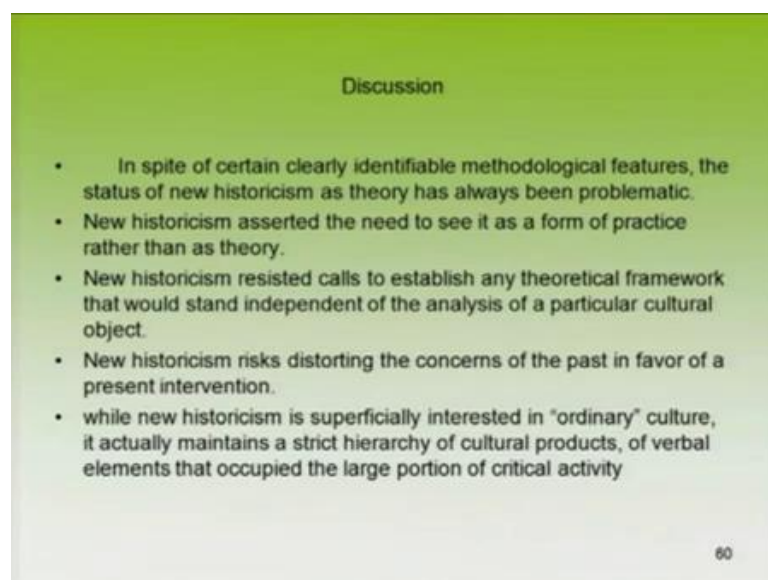 Discussion
• In spite of certain clearly identifiable methodological features, the
status of new historicism as theory has always been problematic.
• New historicism asserted the need to see it as a form of practice
rather than as theory.
• New historicism resisted calls to establish any theoretical framework
that would stand independent of the analysis of a particular cultural
object.
• New historicism risks distorting the concerns of the past in favor of a
present intervention.
• while new historicism is superficially interested in “ordinary” culture,
it actually maintains a strict hierarchy of cultural products, of verbal
elements that occupied the large portion of critical activity
60